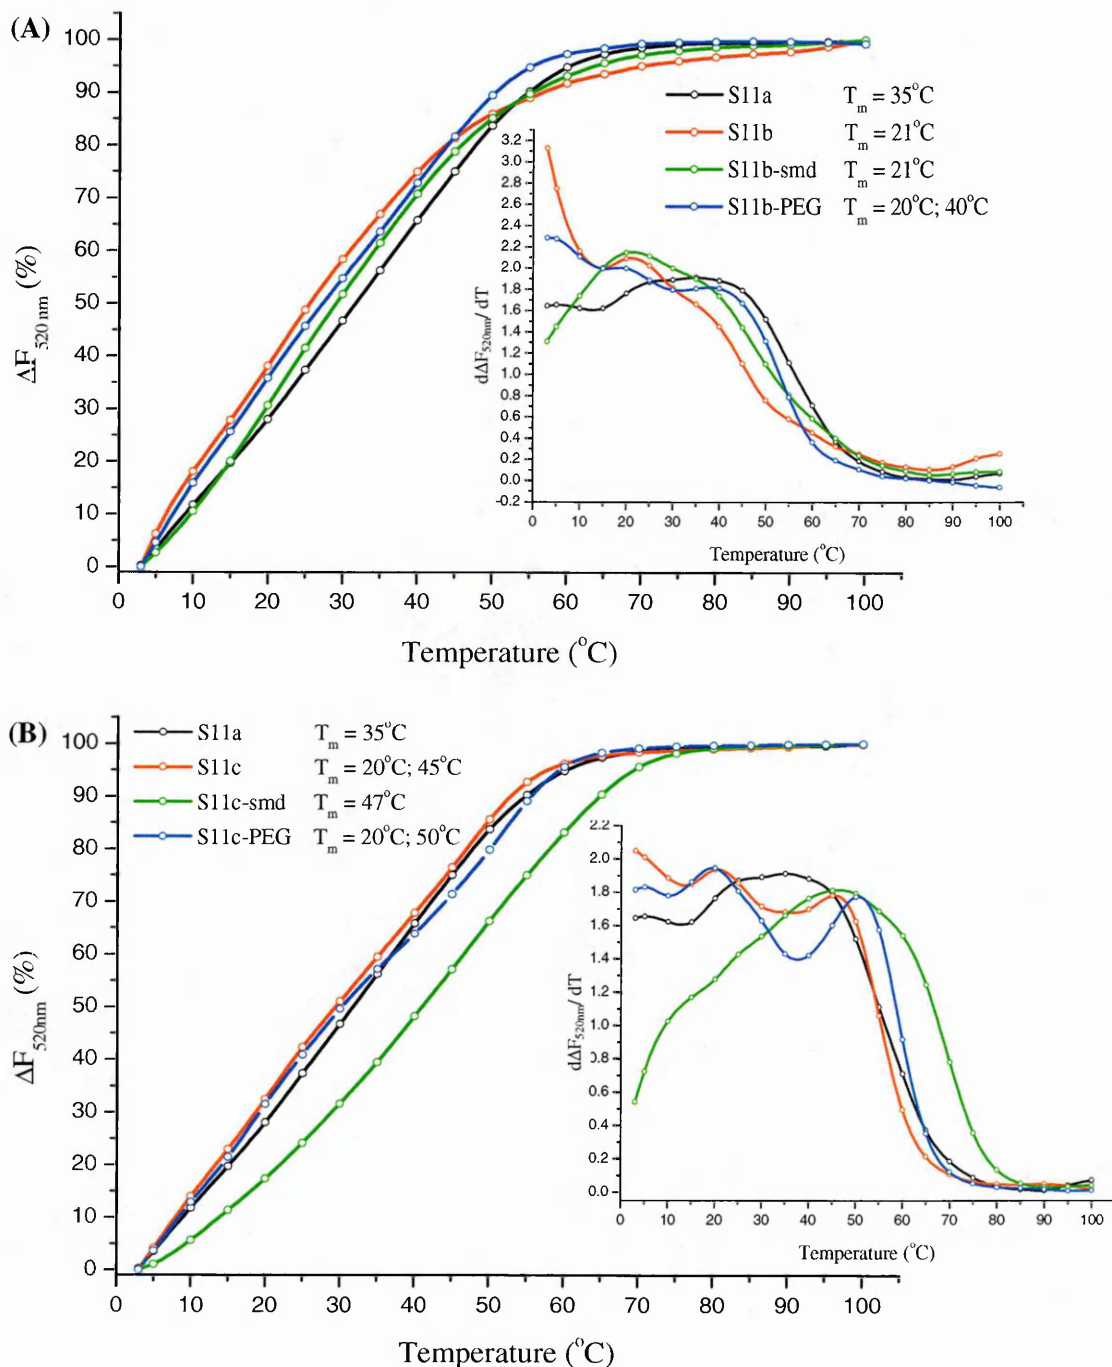 (A)
100
90
80
70
60
50
40
30
20
10
0
ΔF520 nm (%)
0 10 20 30 40 50 60 70 80 90 100
Temperature (°C)
S11a Tm = 35°C
S11b Tm = 21°C
S11b-smd Tm = 21°C
S11b-PEG Tm = 20°C; 40°C
3.2
3.0
2.8
2.6
2.4
2.2
2.0
1.8
1.6
1.4
1.2
1.0
0.8
0.6
0.4
0.2
0.0
-0.2
dΔF520nm/ dT
0 10 20 30 40 50 60 70 80 90 100
Temperature (°C)
(B)
100
90
80
70
60
50
40
30
20
10
0
ΔF520nm (%)
0 10 20 30 40 50 60 70 80 90 100
Temperature (°C)
S11a Tm = 35°C
S11c Tm = 20°C; 45°C
S11c-smd Tm = 47°C
S11c-PEG Tm = 20°C; 50°C
2.2
2.0
1.8
1.6
1.4
1.2
1.0
0.8
0.6
0.4
0.2
0.0
dΔF520nm/ dT
0 10 20 30 40 50 60 70 80 90 100
Temperature (°C)